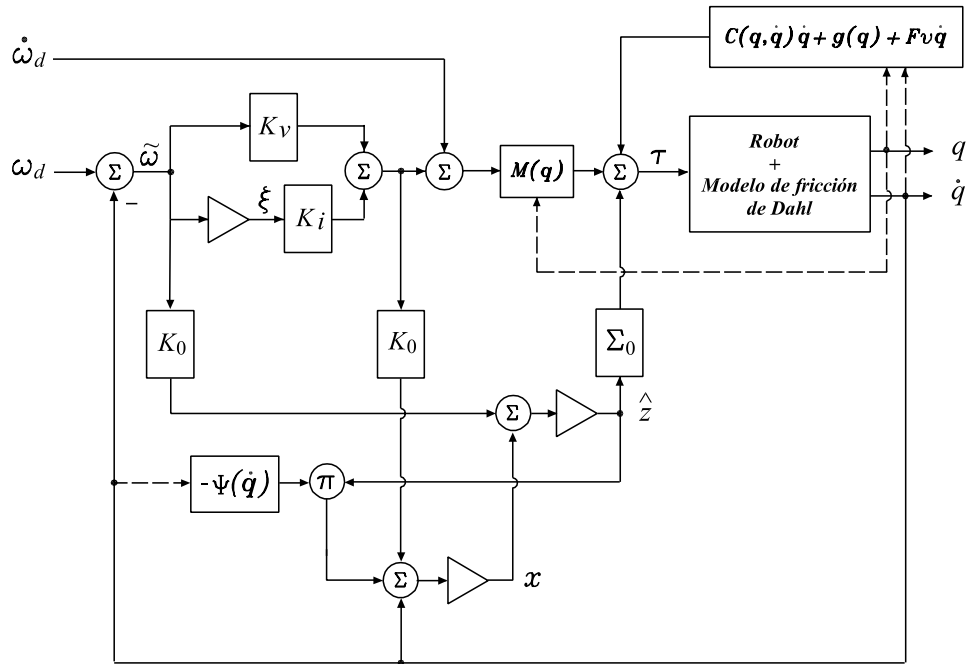 ω̇d
C(q,q̇)q̇+g(q)+Fυq̇
ωd
Σ
-
ω̃
Kv
ξ
Ki
Σ
Σ
M(q)
Σ
τ
Robot
+
Modelo de fricción
de Dahl
q
q̇
K0
K0
Σ0
Σ
ẑ
-Ψ(q̇)
π
Σ
x